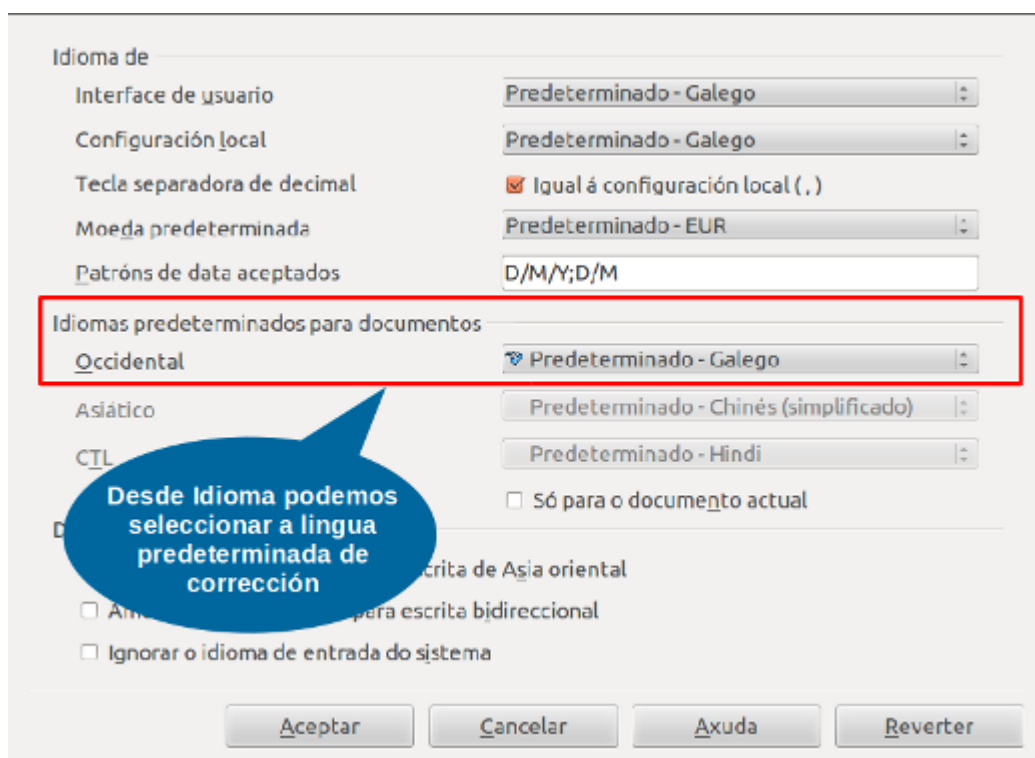 Idioma de
Interface de usuario Predeterminado - Galego
Configuración local Predeterminado - Galego
Tecla separadora de decimal Igual á configuración local ( , )
Moeda predeterminada Predeterminado - EUR
Patróns de data aceptados D/M/Y;D/M
Idiomas predeterminados para documentos
Occidental Predeterminado - Galego
Asiático Predeterminado - Chinés (simplificado)
CTL Predeterminado - Hindi
Só para o documento actual
Desde Idioma podemos
seleccionar a lingua
predeterminada de
corrección
de Asia oriental
para escrita bidireccional
Ignorar o idioma de entrada do sistema
Aceptar Cancelar Axuda Reverter